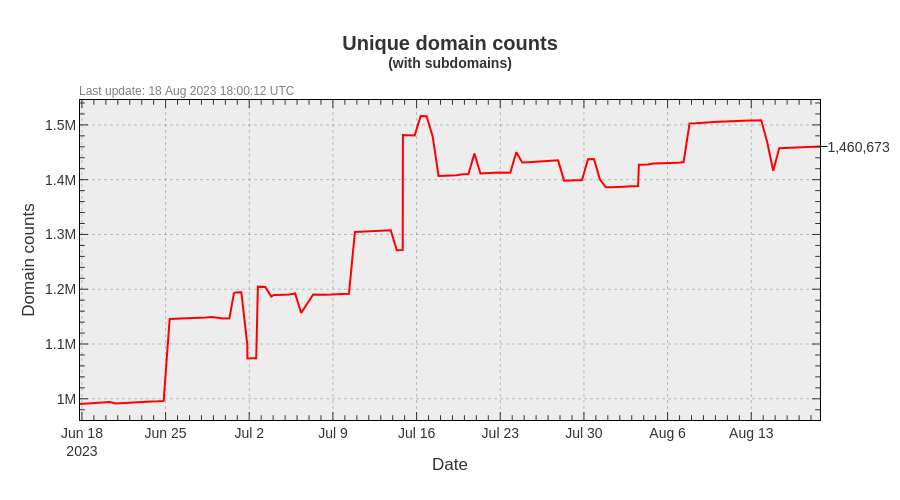 Unique domain counts
(with subdomains)
Last update: 18 Aug 2023 18:00:12 UTC
1.5M
1,460,673
1.4M
1.3M
1.2M
1.1M
1M
Domain counts
Jun 18 Jun 25 Jul 2 Jul 9 Jul 16 Jul 23 Jul 30 Aug 6 Aug 13
2023
Date